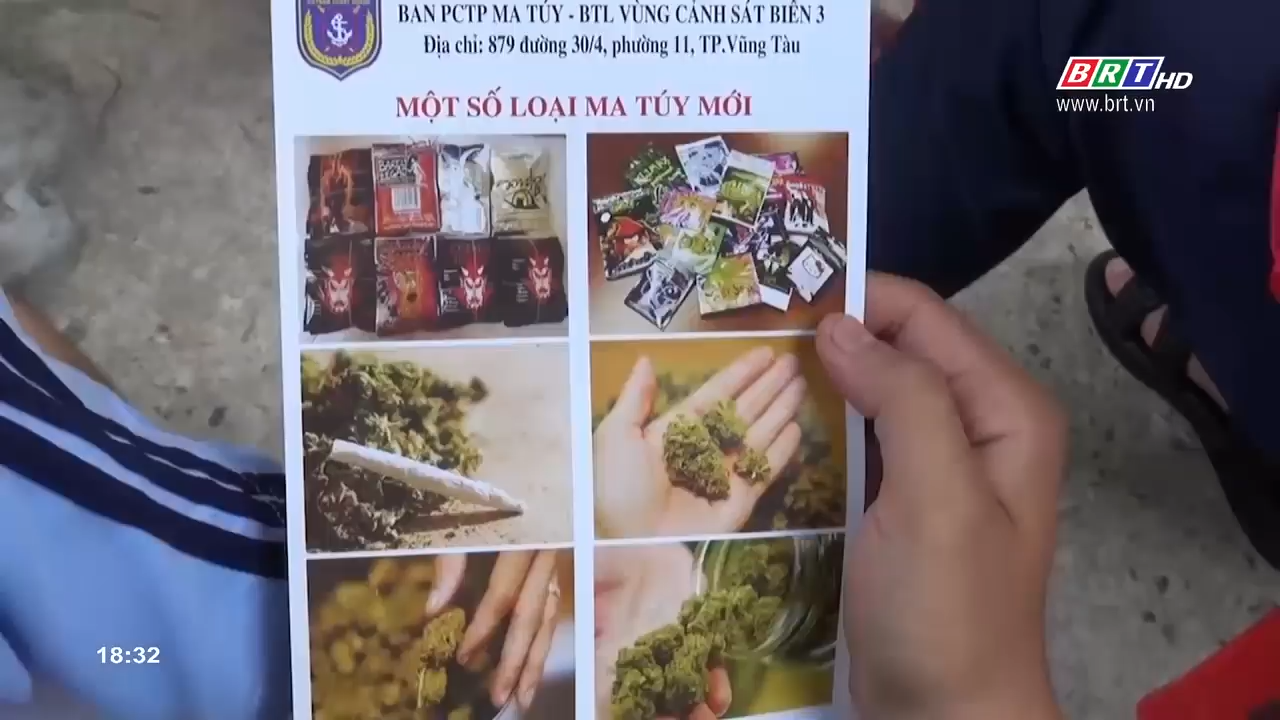 BAN PCTP MA TÚY - BTL VÙNG CẢNH SÁT BIỂN 3
Địa chỉ: 879 đường 30/4, phường 11, TP.Vũng Tàu
BRT HD
www.brt.vn
MỘT SỐ LOẠI MA TÚY MỚI
18:32